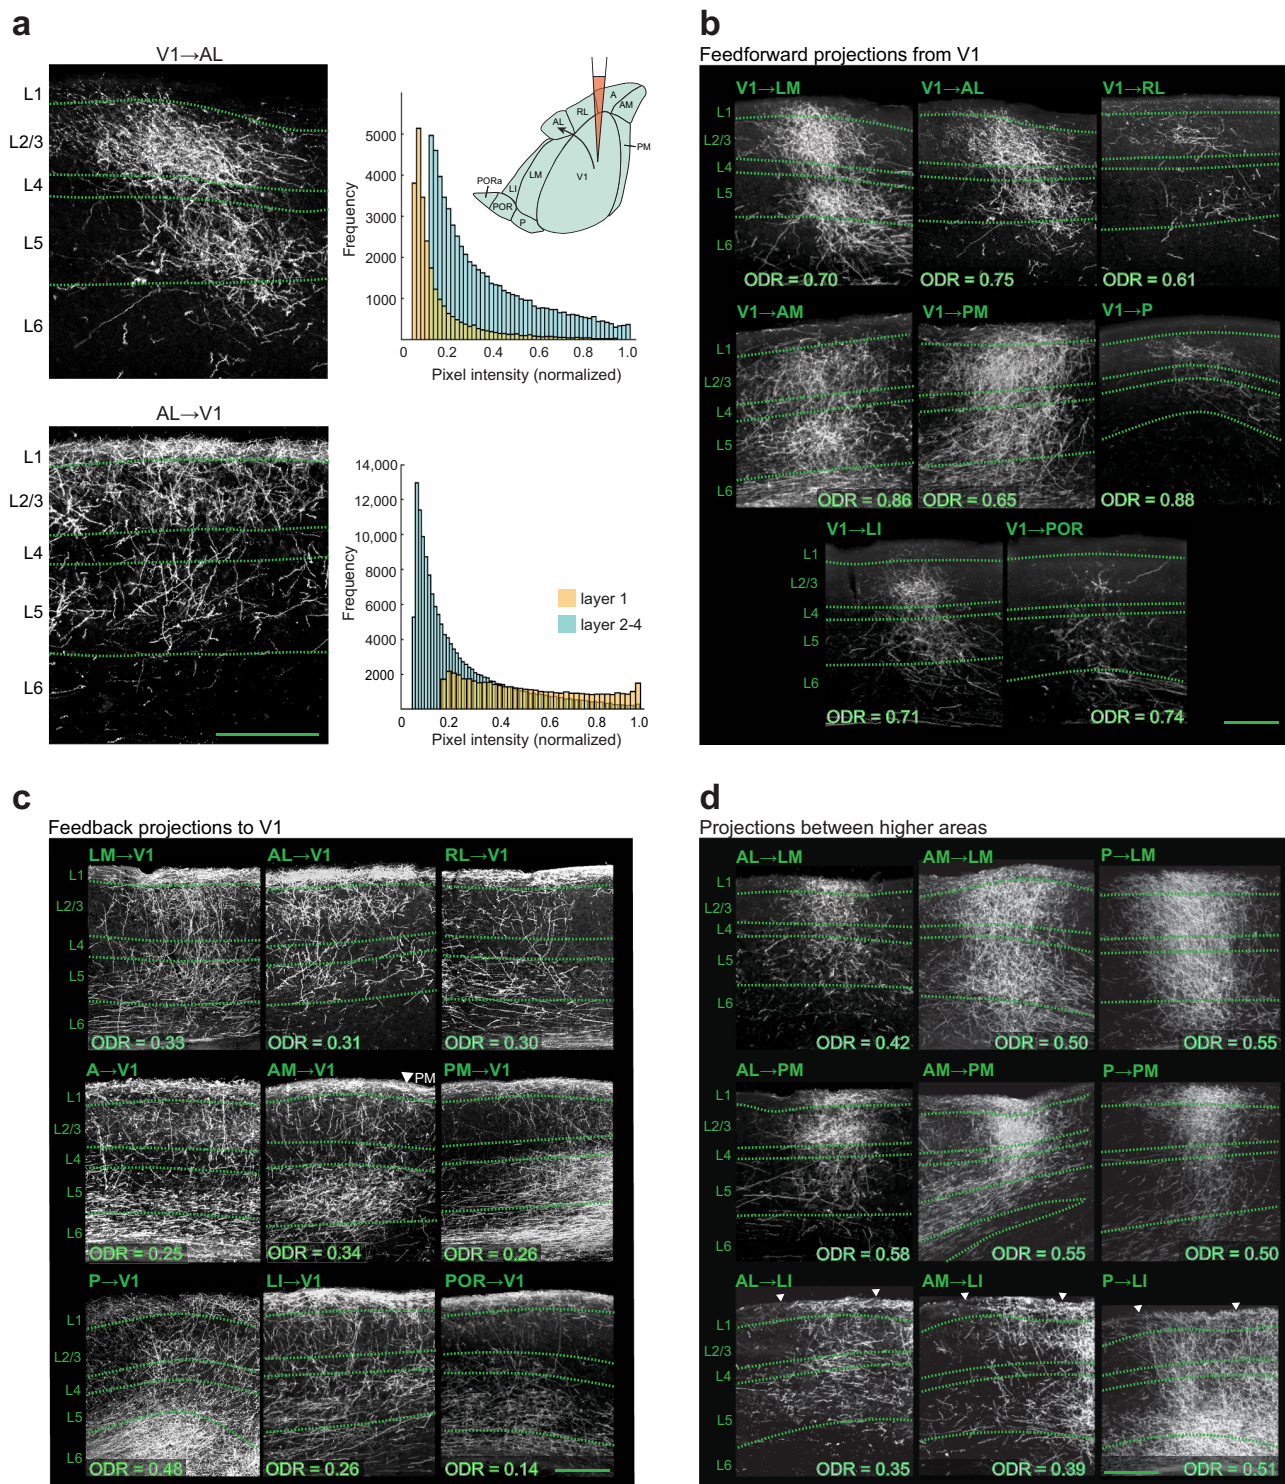 a
V1→AL
L1
L2/3
L4
L5
L6
Frequency
5000
4000
3000
2000
1000
0 0.2 0.4 0.6 0.8 1.0
Pixel intensity (normalized)
A
AM
RL
AL
PM
LM
V1
LI
PORa
POR
P
AL→V1
L1
L2/3
L4
L5
L6
Frequency
14,000
12,000
10,000
8000
6000
4000
2000
0 0.2 0.4 0.6 0.8 1.0
Pixel intensity (normalized)
layer 1
layer 2-4
b
Feedforward projections from V1
V1→LM V1→AL V1→RL
L1
L2/3
L4
L5
L6
ODR = 0.70 ODR = 0.75 ODR = 0.61
V1→AM V1→PM V1→P
L1
L2/3
L4
L5
L6
ODR = 0.86 ODR = 0.65 ODR = 0.88
V1→LI V1→POR
L1
L2/3
L4
L5
L6
ODR = 0.71 ODR = 0.74
c
Feedback projections to V1
LM→V1 AL→V1 RL→V1
L1
L2/3
L4
L5
L6
ODR = 0.33 ODR = 0.31 ODR = 0.30
A→V1 AM→V1 PM PM→V1
L1
L2/3
L4
L5
L6
ODR = 0.25 ODR = 0.34 ODR = 0.26
P→V1 LI→V1 POR→V1
L1
L2/3
L4
L5
L6
ODR = 0.48 ODR = 0.26 ODR = 0.14
d
Projections between higher areas
AL→LM AM→LM P→LM
L1
L2/3
L4
L5
L6
ODR = 0.42 ODR = 0.50 ODR = 0.55
AL→PM AM→PM P→PM
L1
L2/3
L4
L5
L6
ODR = 0.58 ODR = 0.55 ODR = 0.50
AL→LI AM→LI P→LI
L1
L2/3
L4
L5
L6
ODR = 0.35 ODR = 0.39 ODR = 0.51